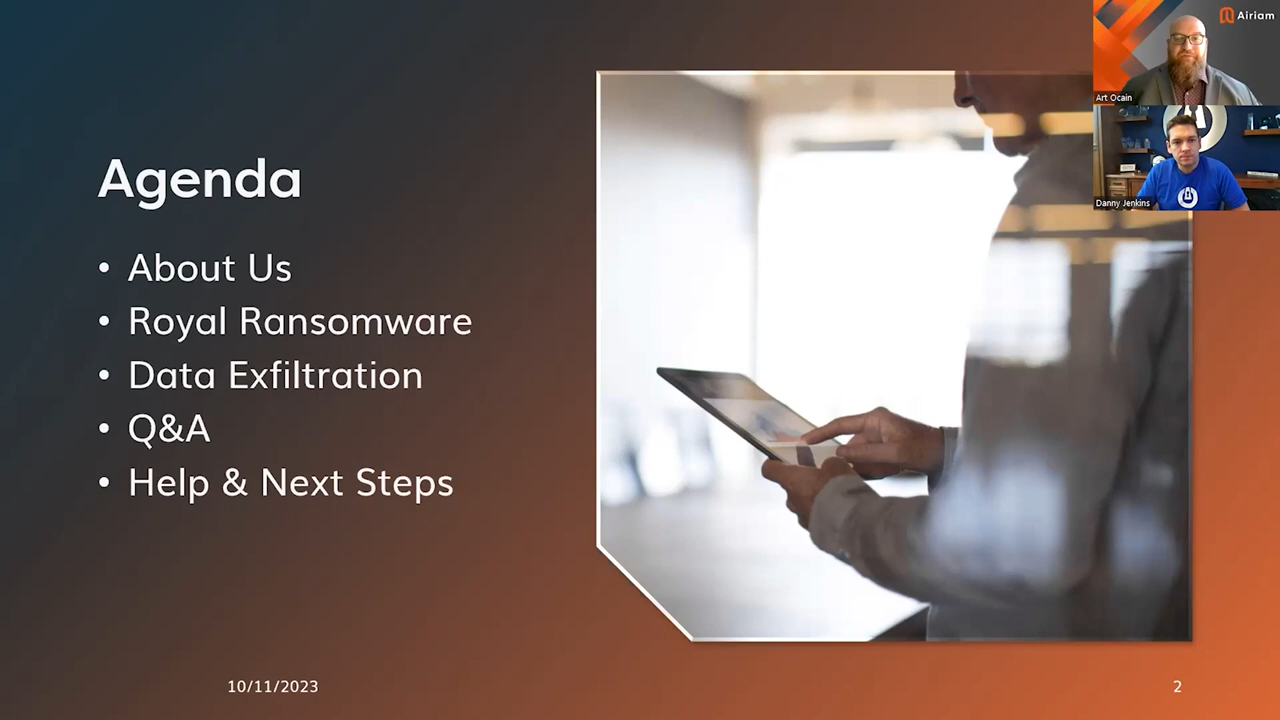 Agenda
• About Us
• Royal Ransomware
• Data Exfiltration
• Q&A
• Help & Next Steps
10/11/2023
2
Airiam
Art Ocain
Danny Jenkins